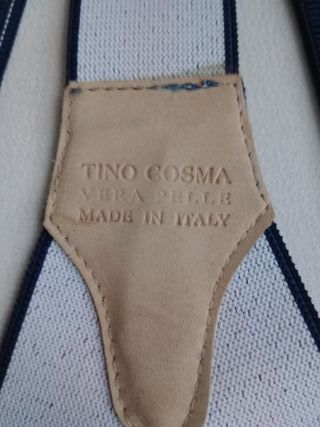 TINO COSMA
VERA PELLE
MADE IN ITALY